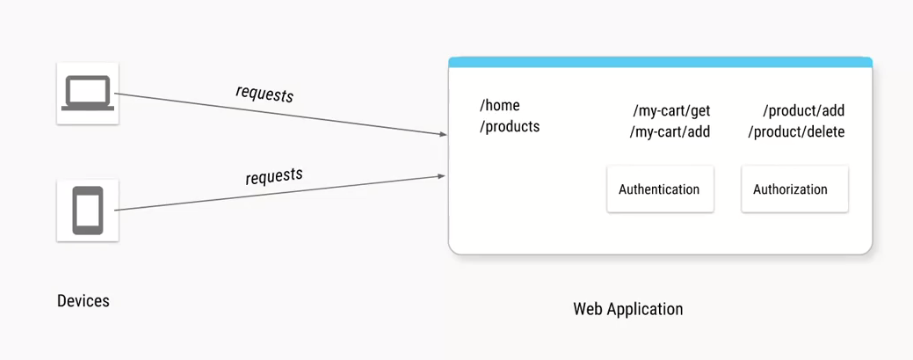 requests
requests
Devices
/home
/products
/my-cart/get
/my-cart/add
/product/add
/product/delete
Authentication
Authorization
Web Application